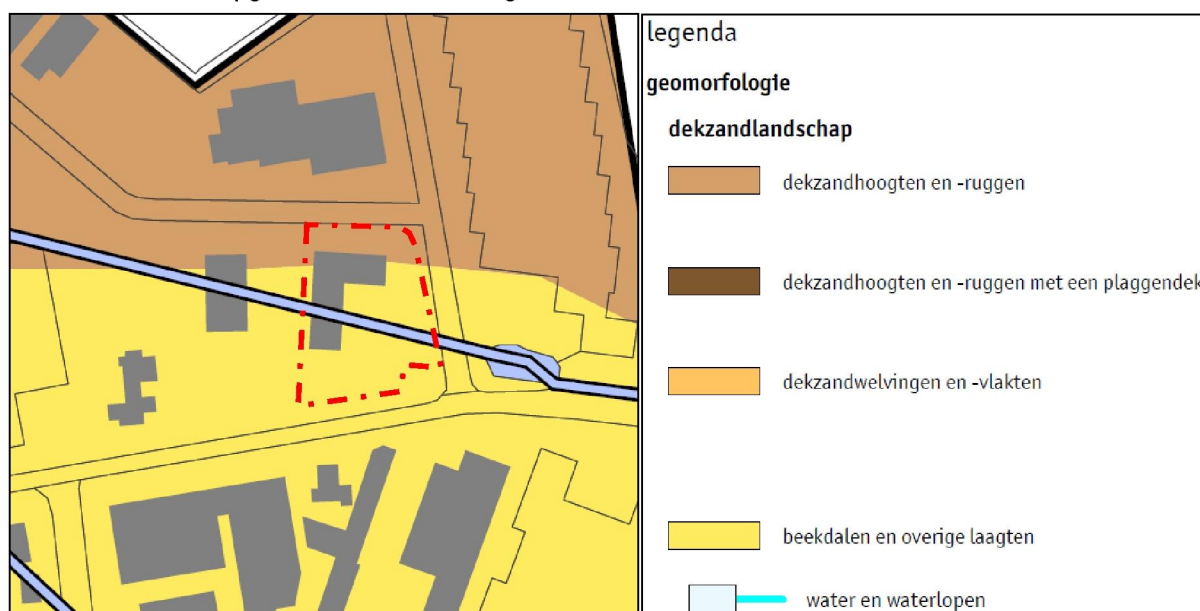 legenda
geomorfologie
dekzandlandschap
dekzandhoogten en -ruggen
dekzandhoogten en -ruggen met een plaggendek
dekzandwelvingen en -vlakten
beekdalen en overige laagten
water en waterlopen